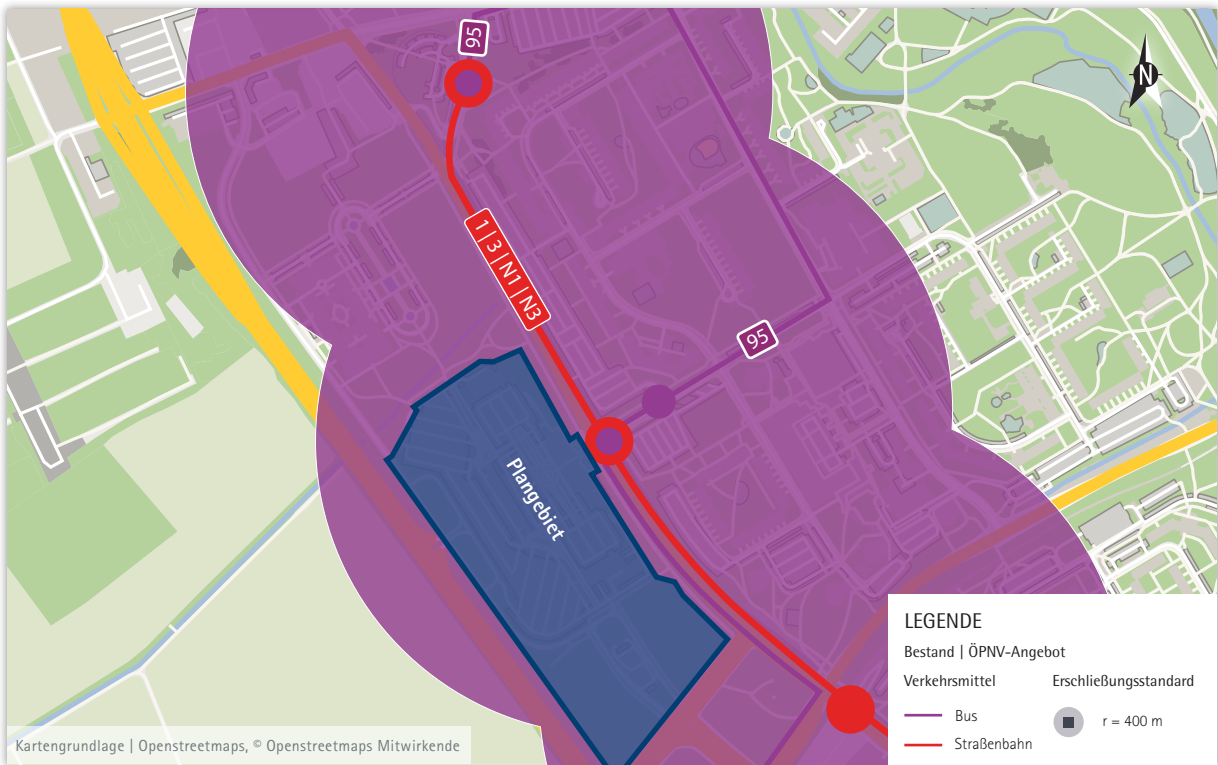 95
N
1 | 3 | N1 | N3
95
Plangebiet
LEGENDE
Bestand | ÖPNV-Angebot
Verkehrsmittel
Erschließungsstandard
Bus
r = 400 m
Straßenbahn
Kartengrundlage | Openstreetmaps, © Openstreetmaps Mitwirkende